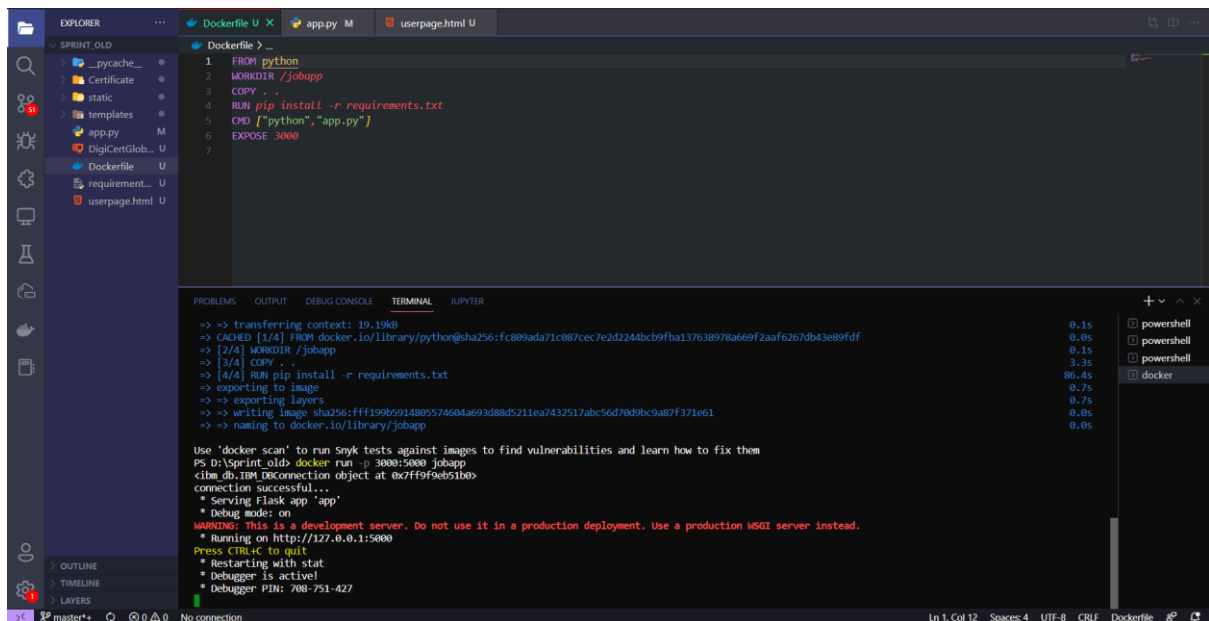 EXPLORER ···
Dockerfile U ×
app.py M
userpage.html U
SPRINT_OLD
Dockerfile > ...
__pycache__
Certificate
static
templates
app.py M
DigiCertGlob... U
Dockerfile U
requirement... U
userpage.html U
51
1 FROM python
2 WORKDIR /jobapp
3 COPY . .
4 RUN pip install -r requirements.txt
5 CMD ["python","app.py"]
6 EXPOSE 3000
7
PROBLEMS OUTPUT DEBUG CONSOLE TERMINAL JUPYTER
=> => transferring context: 19.19kB 0.1s
=> CACHED [1/4] FROM docker.io/library/python@sha256:fc809ada71c087cec7e2d2244bcb9fba137638978a669f2aaf6267db43e89fdf 0.0s
=> [2/4] WORKDIR /jobapp 0.1s
=> [3/4] COPY . . 3.3s
=> [4/4] RUN pip install -r requirements.txt 86.4s
=> exporting to image 0.7s
=> => exporting layers 0.7s
=> => writing image sha256:fff199b5914805574604a693d88d5211ea7432517abc56d70d9bc9a87f371e61 0.0s
=> => naming to docker.io/library/jobapp 0.0s
Use 'docker scan' to run Snyk tests against images to find vulnerabilities and learn how to fix them
PS D:\Sprint_old> docker run -p 3000:5000 jobapp
<ibm_db.IBM_DBConnection object at 0x7ff9f9eb51b0>
connection successful...
* Serving Flask app 'app'
* Debug mode: on
WARNING: This is a development server. Do not use it in a production deployment. Use a production WSGI server instead.
* Running on http://127.0.0.1:5000
Press CTRL+C to quit
* Restarting with stat
* Debugger is active!
* Debugger PIN: 708-751-427
powershell
powershell
powershell
docker
OUTLINE
TIMELINE
LAYERS
1
master*+ 0 0 No connection
Ln 1, Col 12 Spaces: 4 UTF-8 CRLF Dockerfile